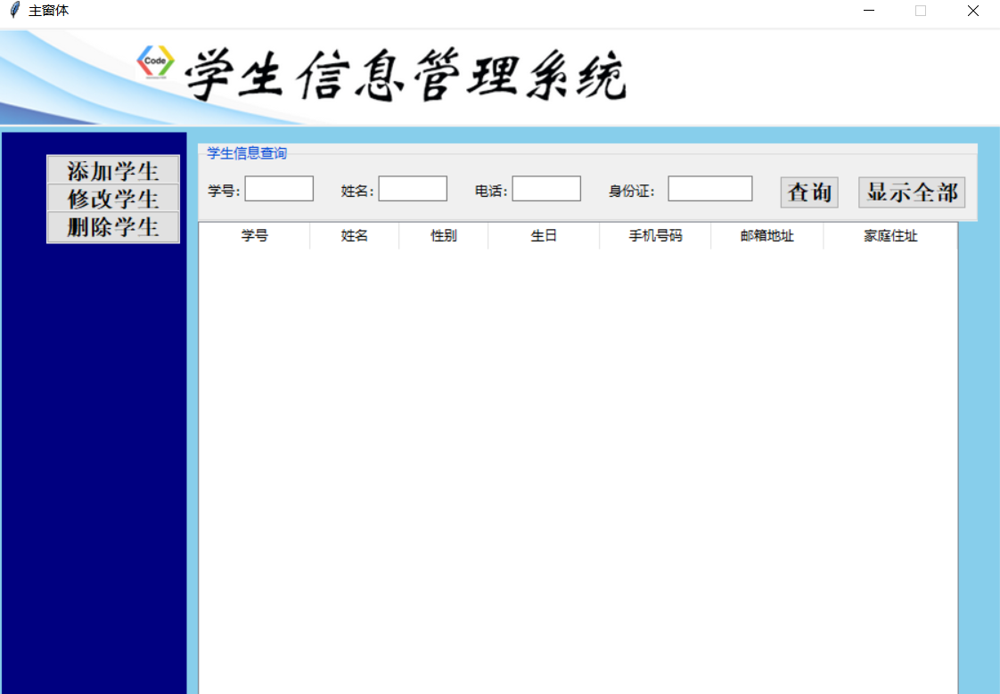 主窗体
Code
学生信息管理系统
添加学生
修改学生
删除学生
学生信息查询
学号: 姓名: 电话: 身份证: 查询 显示全部
学号 姓名 性别 生日 手机号码 邮箱地址 家庭住址